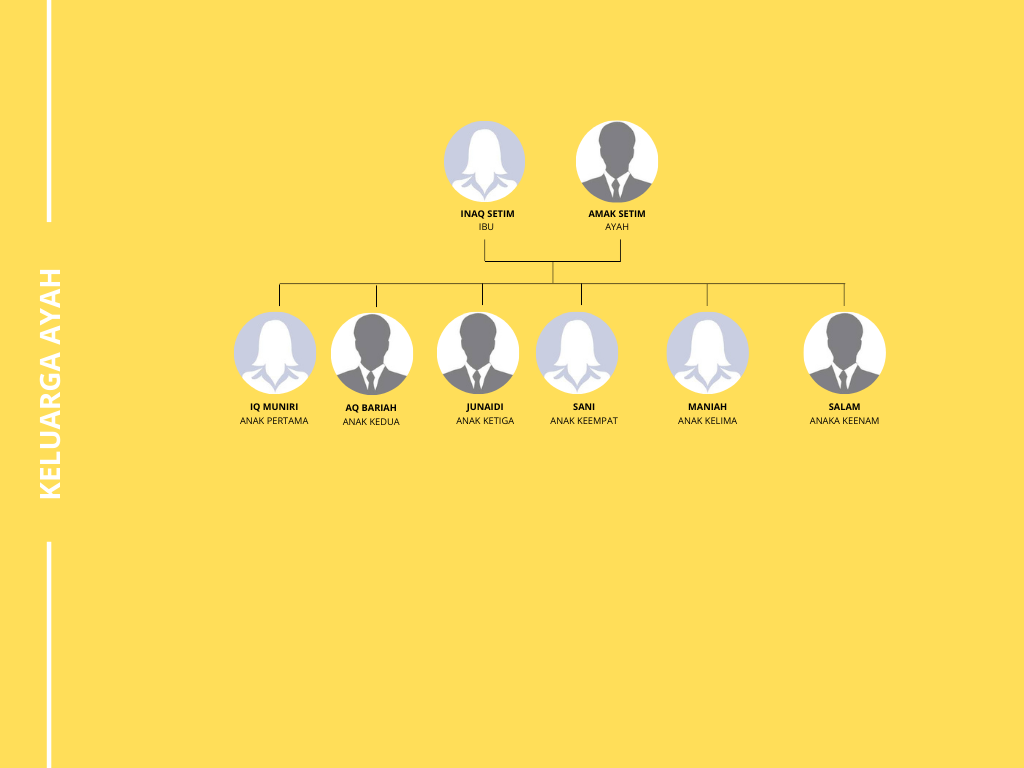 KELUARGA AYAH
INAQ SETIM
IBU
AMAK SETIM
AYAH
IQ MUNIRI
ANAK PERTAMA
AQ BARIAH
ANAK KEDUA
JUNAIDI
ANAK KETIGA
SANI
ANAK KEEMPAT
MANIAH
ANAK KELIMA
SALAM
ANAKA KEENAM